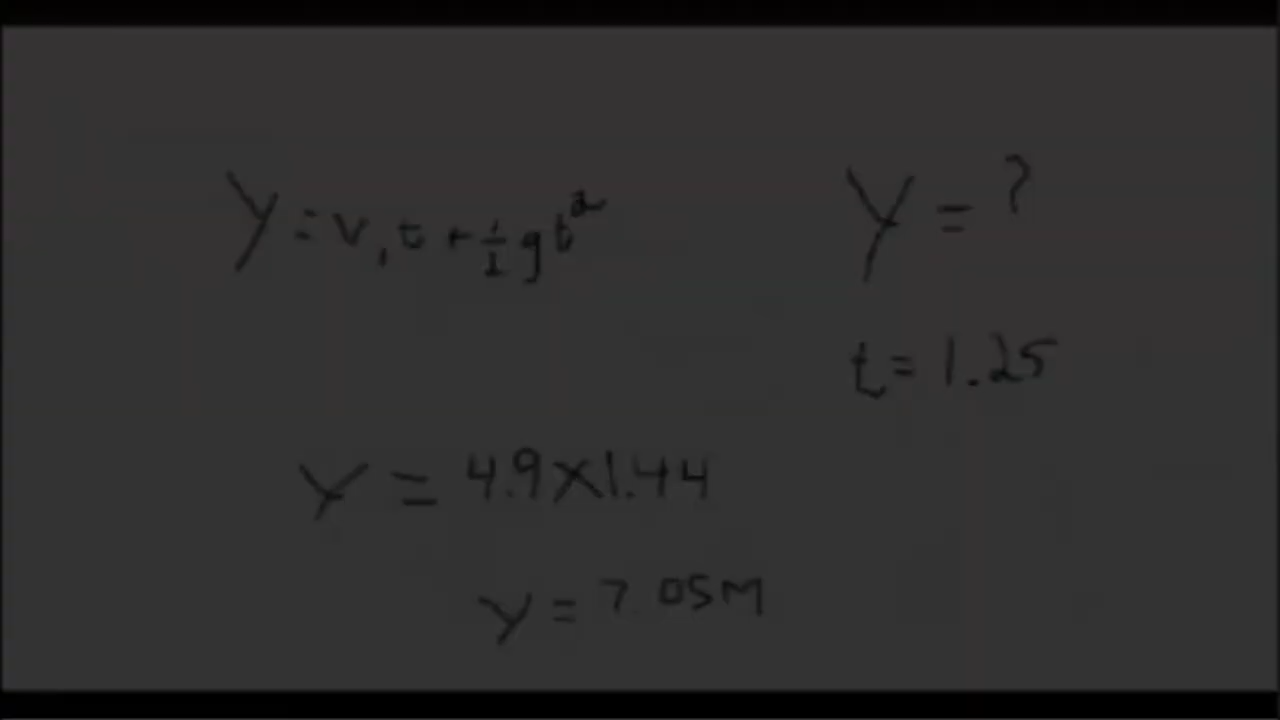 Y = v₁t + ½gt²
Y = ?
t = 1.25
Y = 4.9X1.44
y = 7.05M